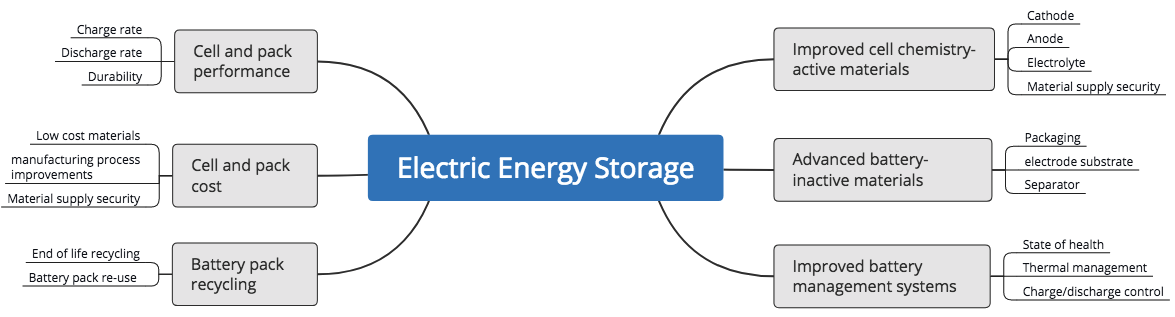 Charge rate
Discharge rate
Durability
Cell and pack
performance
Low cost materials
manufacturing process
improvements
Material supply security
Cell and pack
cost
End of life recycling
Battery pack re-use
Battery pack
recycling
Electric Energy Storage
Improved cell chemistry-
active materials
Cathode
Anode
Electrolyte
Material supply security
Advanced battery-
inactive materials
Packaging
electrode substrate
Separator
Improved battery
management systems
State of health
Thermal management
Charge/discharge control